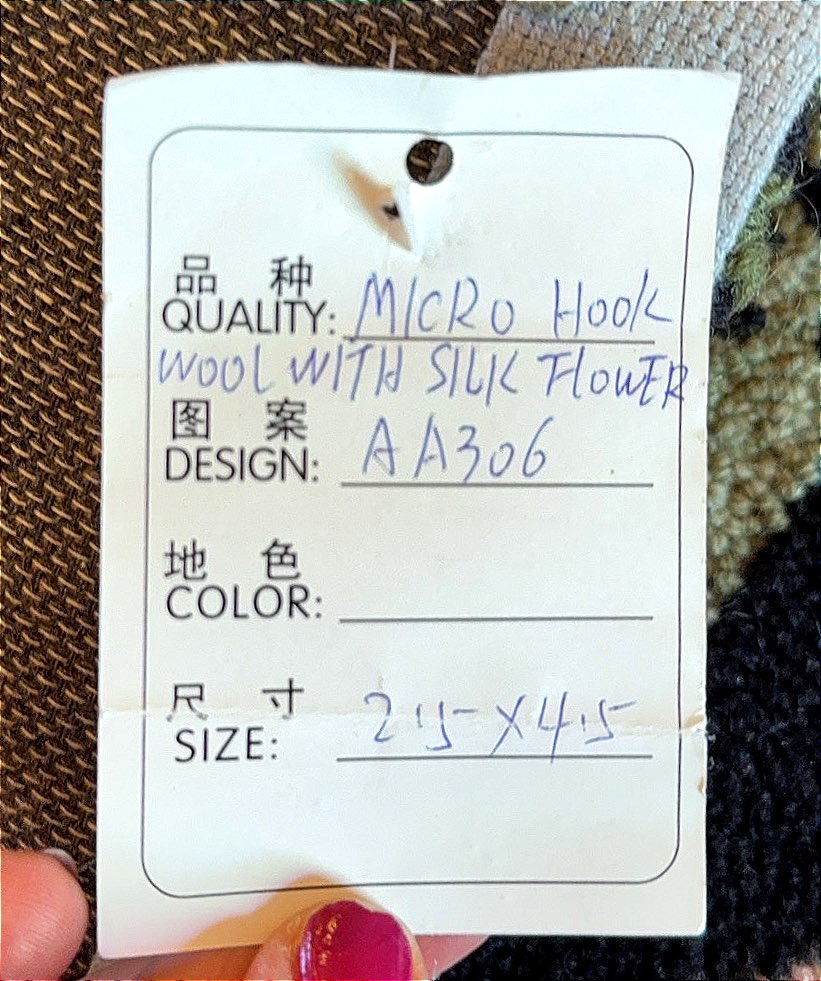 品 种
QUALITY: MICRO HOOK
WOOL WITH SILK FLOWER
图 案
DESIGN: AA306
地 色
COLOR:
尺 寸
SIZE: 2.5 X 4.5